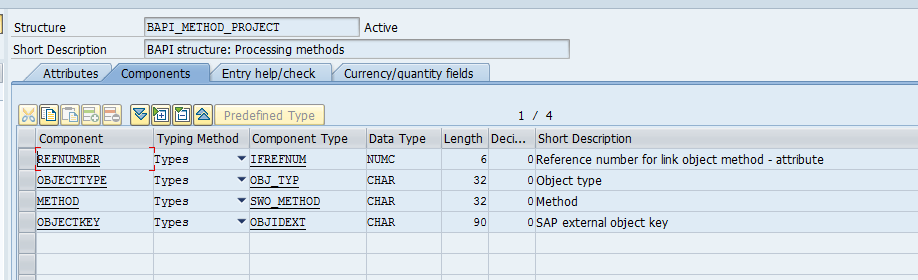 Structure BAPI_METHOD_PROJECT Active
Short Description BAPI structure: Processing methods
Attributes Components Entry help/check Currency/quantity fields
Predefined Type 1 / 4
Component Typing Method Component Type Data Type Length Deci... Short Description
REFNUMBER Types IFREFNUM NUMC 6 0 Reference number for link object method - attribute
OBJECTTYPE Types OBJ_TYP CHAR 32 0 Object type
METHOD Types SWO_METHOD CHAR 32 0 Method
OBJECTKEY Types OBJIDEXT CHAR 90 0 SAP external object key